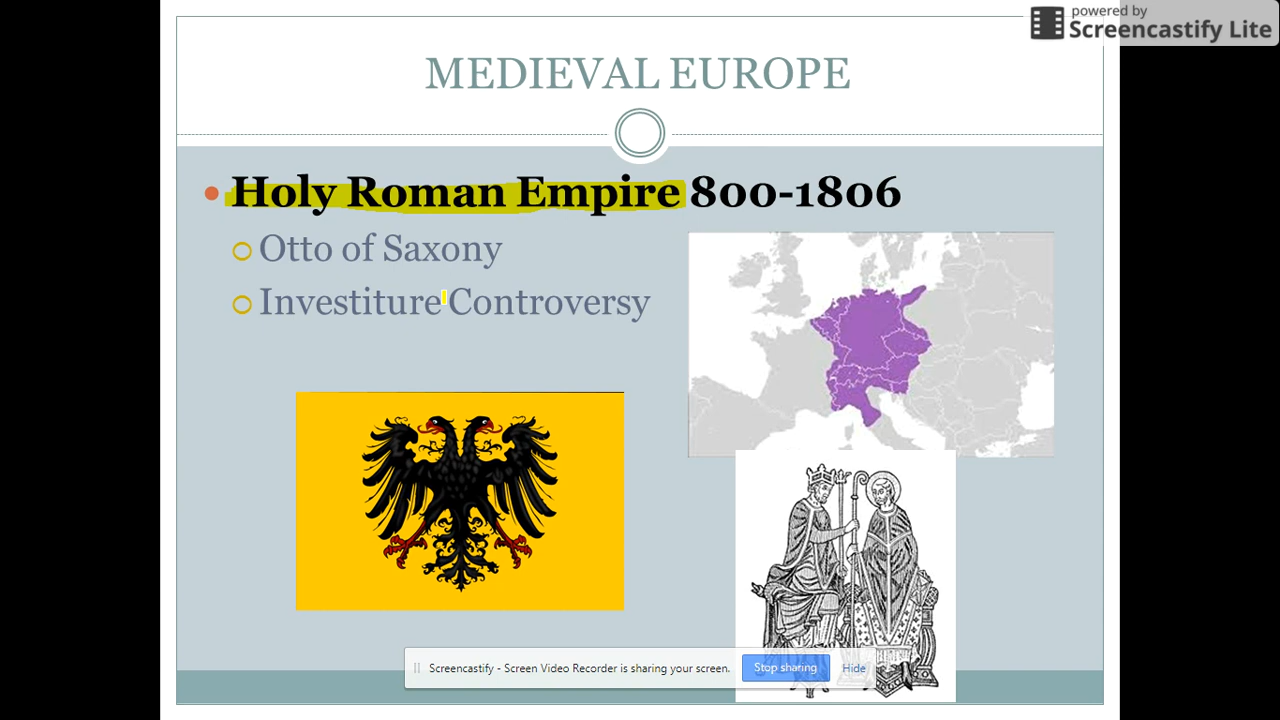 powered by
Screencastify Lite
MEDIEVAL EUROPE
Holy Roman Empire 800-1806
Otto of Saxony
Investiture Controversy
Screencastify - Screen Video Recorder is sharing your screen.
Stop sharing
Hide